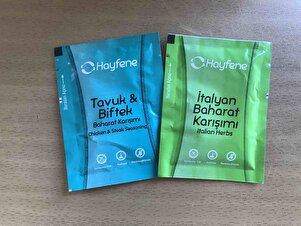 Hayfene
Tavuk &
Biftek
Baharat Karışımı
Chicken & Steak Seasoning
Hayfene
İtalyan
Baharat
Karışımı
Italian Herbs